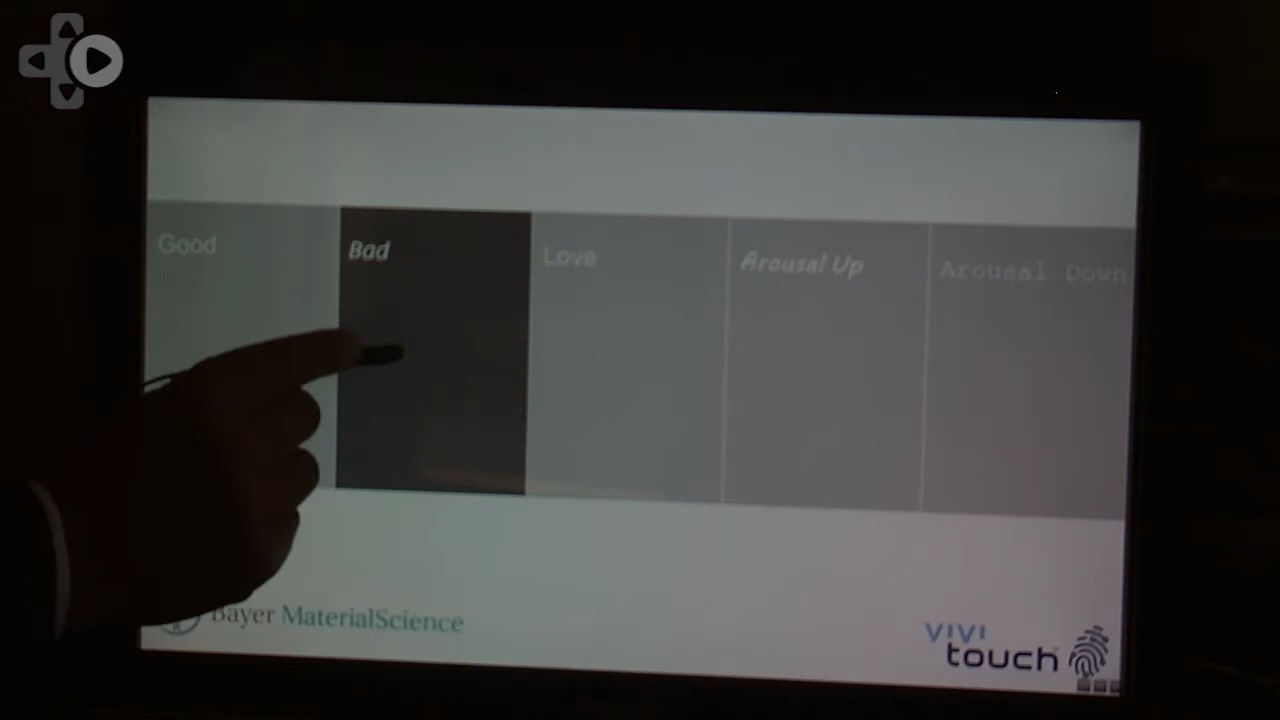 Good
Bad
Love
Arousal Up
Arousal Down
Bayer MaterialScience
VIVI
touch